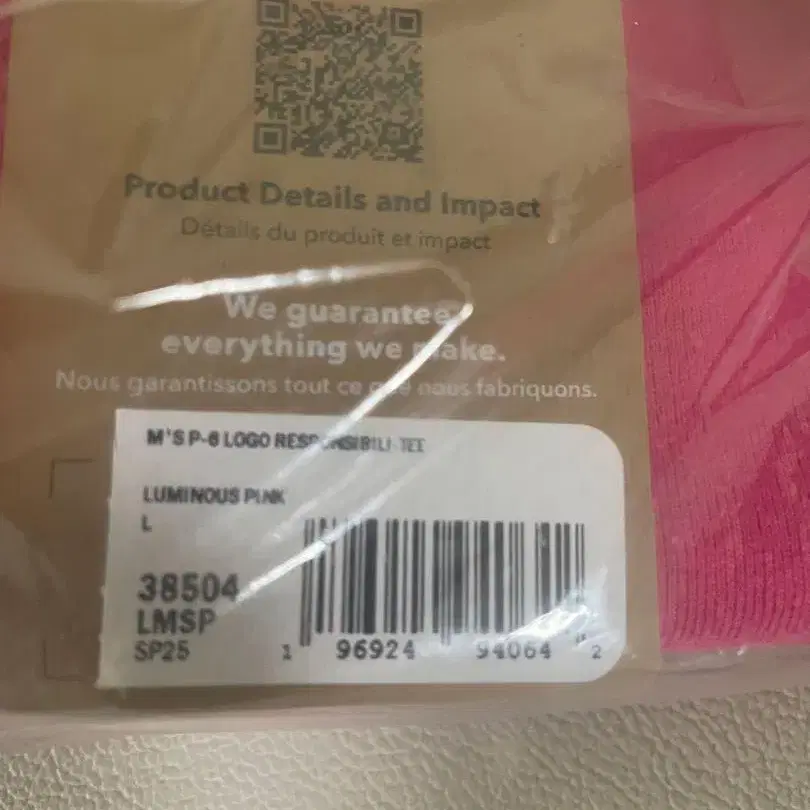 Product Details and Impact
Détails du produit et impact
We guarantee
everything we make.
Nous garantissons tout ce que nous fabriquons.
M'S P-6 LOGO RESPONSIBILI-TEE
LUMINOUS PINK
L
38504
LMSP
SP25
1 96924 94064 2